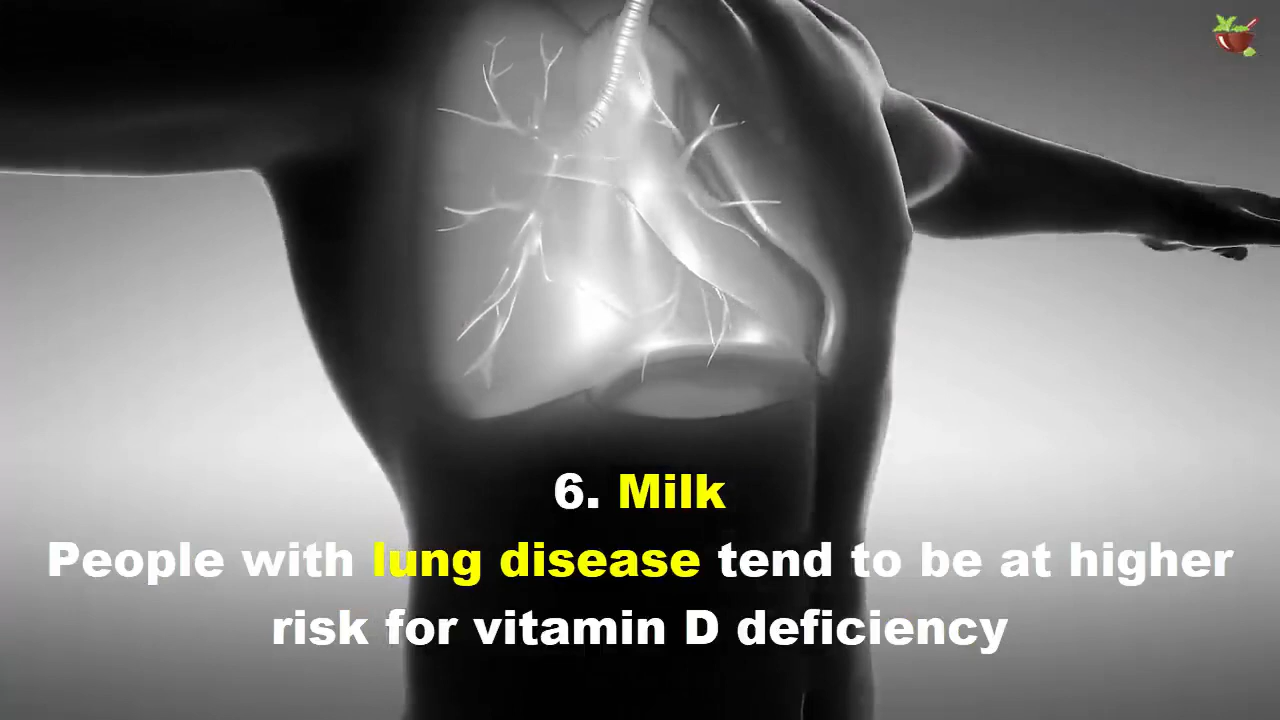 6. Milk
People with lung disease tend to be at higher
risk for vitamin D deficiency